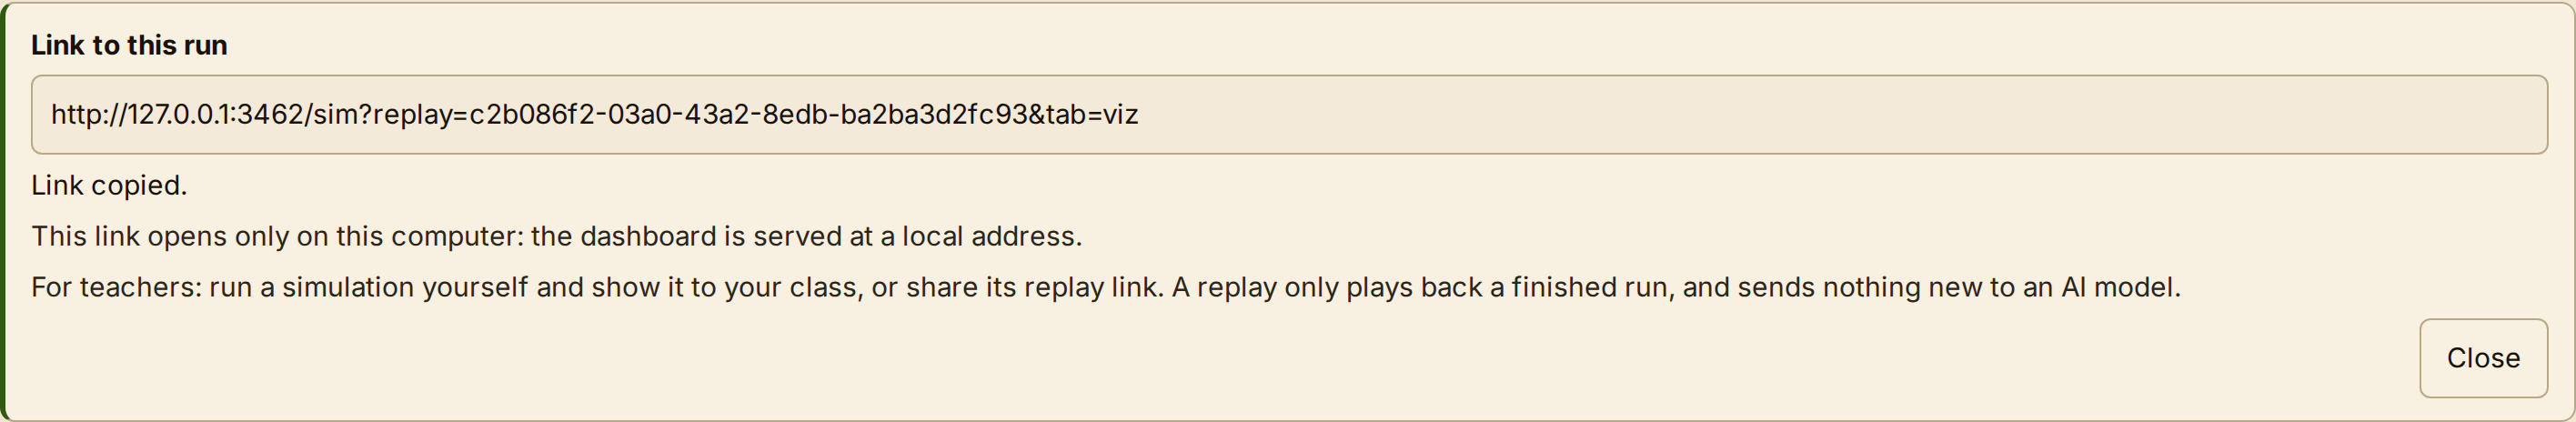 Link to this run
http://127.0.0.1:3462/sim?replay=c2b086f2-03a0-43a2-8edb-ba2ba3d2fc93&tab=viz
Link copied.
This link opens only on this computer: the dashboard is served at a local address.
For teachers: run a simulation yourself and show it to your class, or share its replay link. A replay only plays back a finished run, and sends nothing new to an AI model.
Close